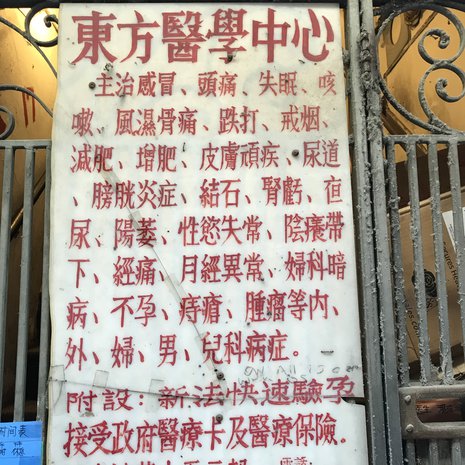 東方醫學中心
主治感冒、頭痛、失眠、咳
嗽、風濕骨痛、跌打、戒烟、
減肥、增肥、皮膚頑疾、尿道
、膀胱炎症、結石、腎虧、夜
尿、陽萎、性慾失常、陰癢帶
下、經痛、月經異常、婦科暗
病、不孕、痔瘡、腫瘤等內、
外、婦、男、兒科病症。
附設：新法快速驗孕
接受政府醫療卡及醫療保險。